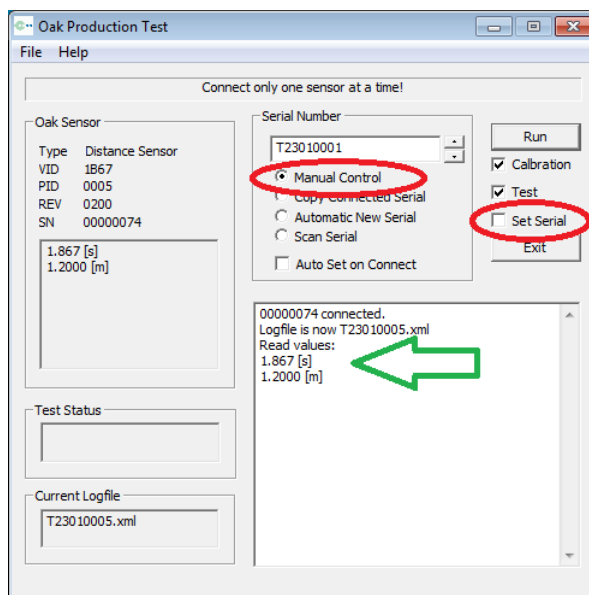 Oak Production Test
File Help
Connect only one sensor at a time!
Oak Sensor
Type Distance Sensor
VID 1B67
PID 0005
REV 0200
SN 00000074
1.867 [s]
1.2000 [m]
Test Status
Current Logfile
T23010005.xml
Serial Number
T23010001
Manual Control
Copy Connected Serial
Automatic New Serial
Scan Serial
Auto Set on Connect
Run
Calbration
Test
Set Serial
Exit
00000074 connected.
Logfile is now T23010005.xml
Read values:
1.867 [s]
1.2000 [m]